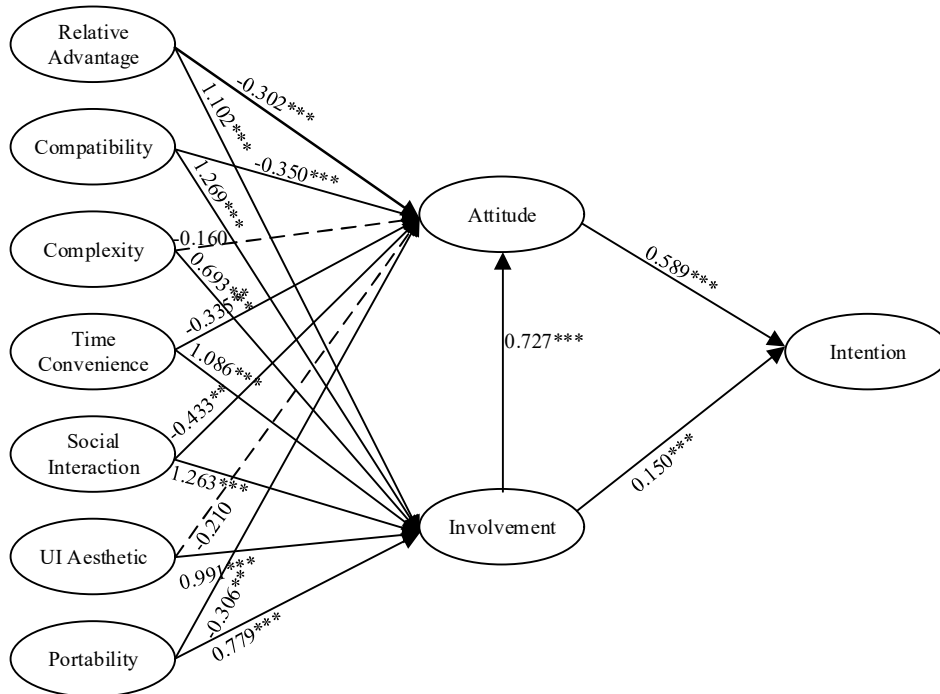 Relative
Advantage
-0.302***
1.102***
Compatibility
-0.350***
1.269***
Attitude
Complexity
-0.160
0.693**
0.589***
Time
Convenience
-0.335**
1.086***
0.727***
Intention
Social
Interaction
-0.433**
1.263***
0.150***
Involvement
UI Aesthetic
-0.210
0.991***
Portability
-0.306**
0.779***